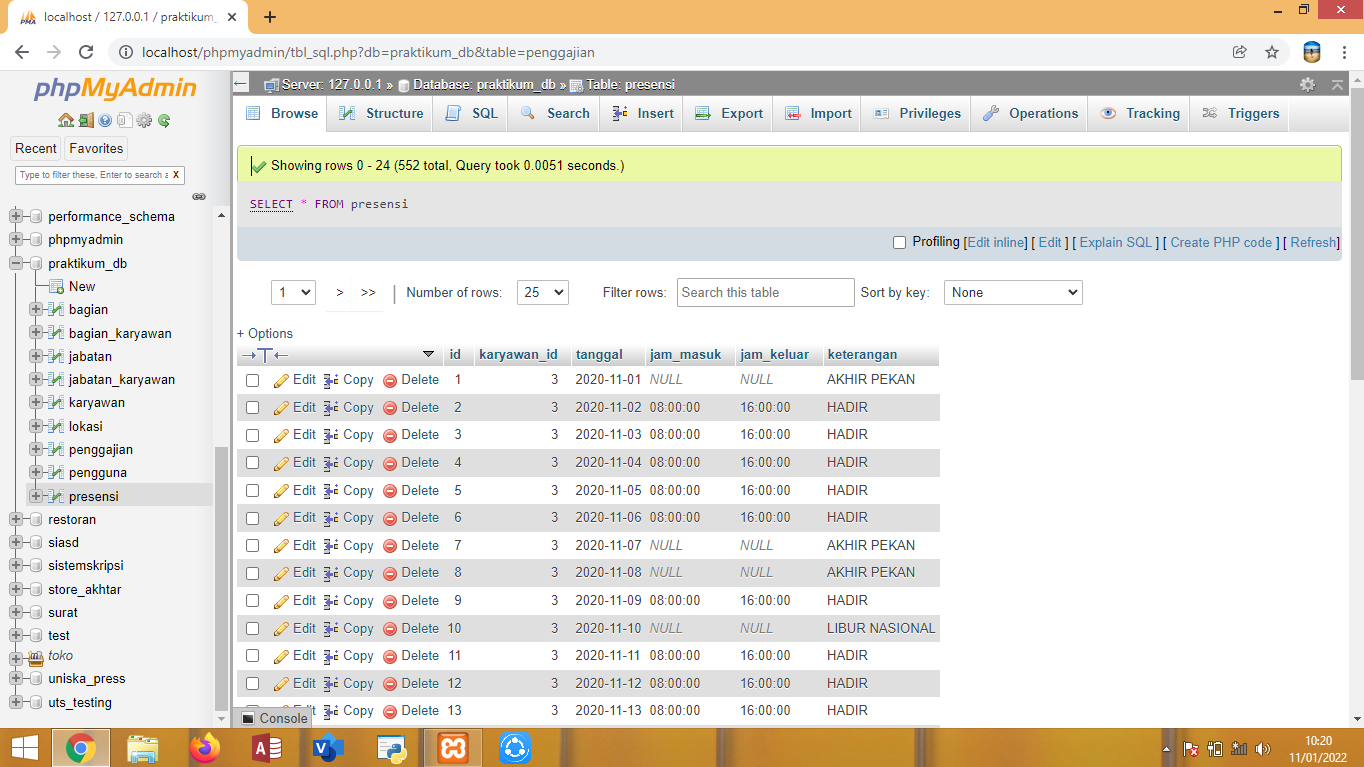 localhost / 127.0.0.1 / praktikum_
localhost/phpmyadmin/tbl_sql.php?db=praktikum_db&table=penggajian
phpMyAdmin
Recent Favorites
Type to filter these, Enter to search a X
performance_schema
phpmyadmin
praktikum_db
New
bagian
bagian_karyawan
jabatan
jabatan_karyawan
karyawan
lokasi
penggajian
pengguna
presensi
restoran
siasd
sistemskripsi
store_akhtar
surat
test
toko
uniska_press
uts_testing
Server: 127.0.0.1 » Database: praktikum_db » Table: presensi
Browse Structure SQL Search Insert Export Import Privileges Operations Tracking Triggers
Showing rows 0 - 24 (552 total, Query took 0.0051 seconds.)
SELECT * FROM presensi
Profiling [Edit inline] [ Edit ] [ Explain SQL ] [ Create PHP code ] [ Refresh]
1 > >> | Number of rows: 25 Filter rows: Search this table Sort by key: None
+ Options
id karyawan_id tanggal jam_masuk jam_keluar keterangan
Edit Copy Delete 1 3 2020-11-01 NULL NULL AKHIR PEKAN
Edit Copy Delete 2 3 2020-11-02 08:00:00 16:00:00 HADIR
Edit Copy Delete 3 3 2020-11-03 08:00:00 16:00:00 HADIR
Edit Copy Delete 4 3 2020-11-04 08:00:00 16:00:00 HADIR
Edit Copy Delete 5 3 2020-11-05 08:00:00 16:00:00 HADIR
Edit Copy Delete 6 3 2020-11-06 08:00:00 16:00:00 HADIR
Edit Copy Delete 7 3 2020-11-07 NULL NULL AKHIR PEKAN
Edit Copy Delete 8 3 2020-11-08 NULL NULL AKHIR PEKAN
Edit Copy Delete 9 3 2020-11-09 08:00:00 16:00:00 HADIR
Edit Copy Delete 10 3 2020-11-10 NULL NULL LIBUR NASIONAL
Edit Copy Delete 11 3 2020-11-11 08:00:00 16:00:00 HADIR
Edit Copy Delete 12 3 2020-11-12 08:00:00 16:00:00 HADIR
Edit Copy Delete 13 3 2020-11-13 08:00:00 16:00:00 HADIR
Console
10:20
11/01/2022